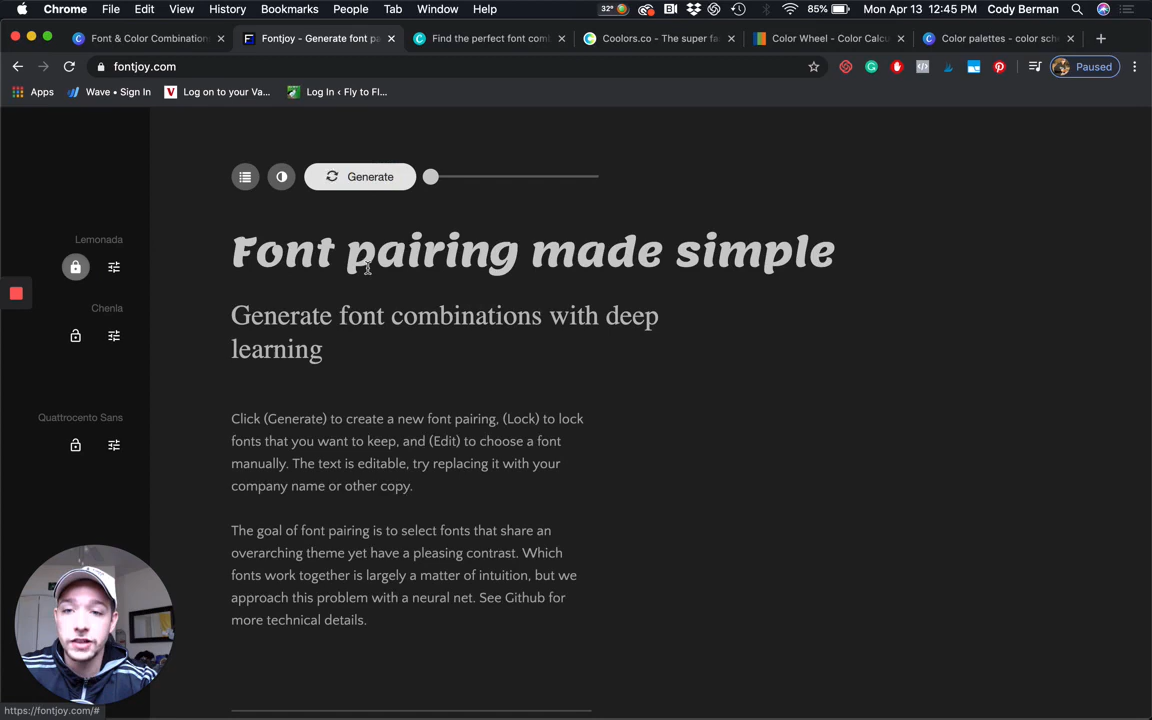 Chrome File Edit View History Bookmarks People Tab Window Help 32° 85% Mon Apr 13 12:45 PM Cody Berman
Font & Color Combination Fontjoy - Generate font pa Find the perfect font com Coolors.co - The super fa Color Wheel - Color Calcu Color palettes - color sche
fontjoy.com Paused
Apps Wave • Sign In Log on to your Va... Log In ‹ Fly to FI...
Generate
Lemonada
Font pairing made simple
Chenla
Generate font combinations with deep
learning
Quattrocento Sans
Click (Generate) to create a new font pairing, (Lock) to lock
fonts that you want to keep, and (Edit) to choose a font
manually. The text is editable, try replacing it with your
company name or other copy.
The goal of font pairing is to select fonts that share an
overarching theme yet have a pleasing contrast. Which
fonts work together is largely a matter of intuition, but we
approach this problem with a neural net. See Github for
more technical details.
https://fontjoy.com/#